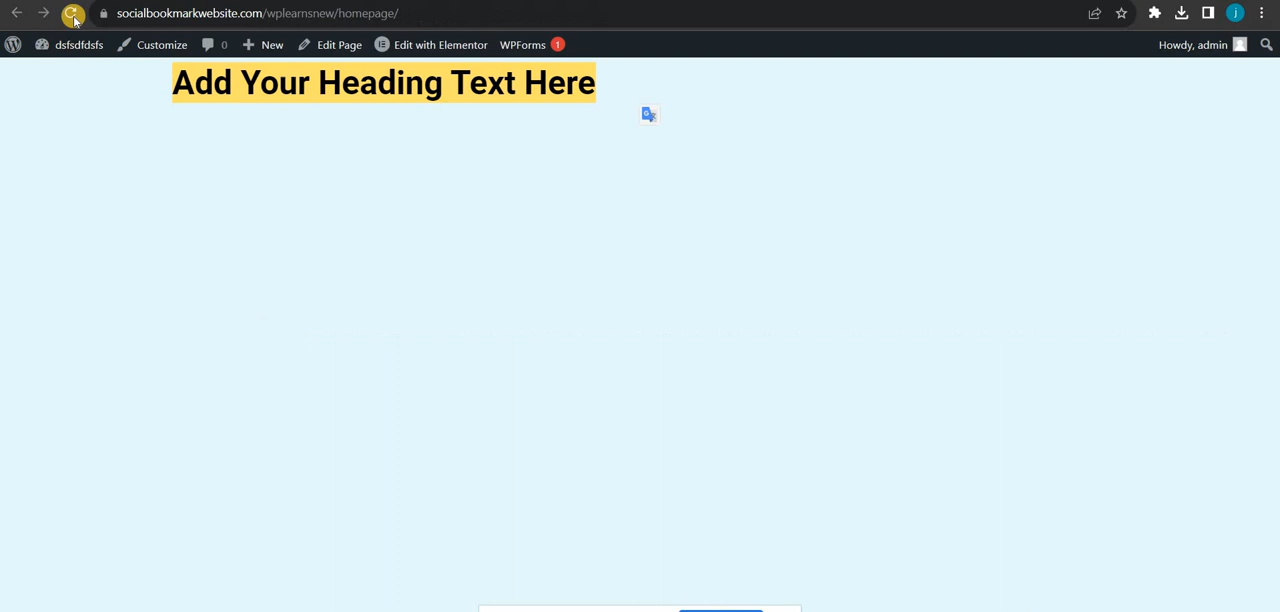 socialbookmarkwebsite.com/wplearnsnew/homepage/
j
dsfsdfdsfs Customize 0 New Edit Page Edit with Elementor WPForms 1 Howdy, admin
Add Your Heading Text Here